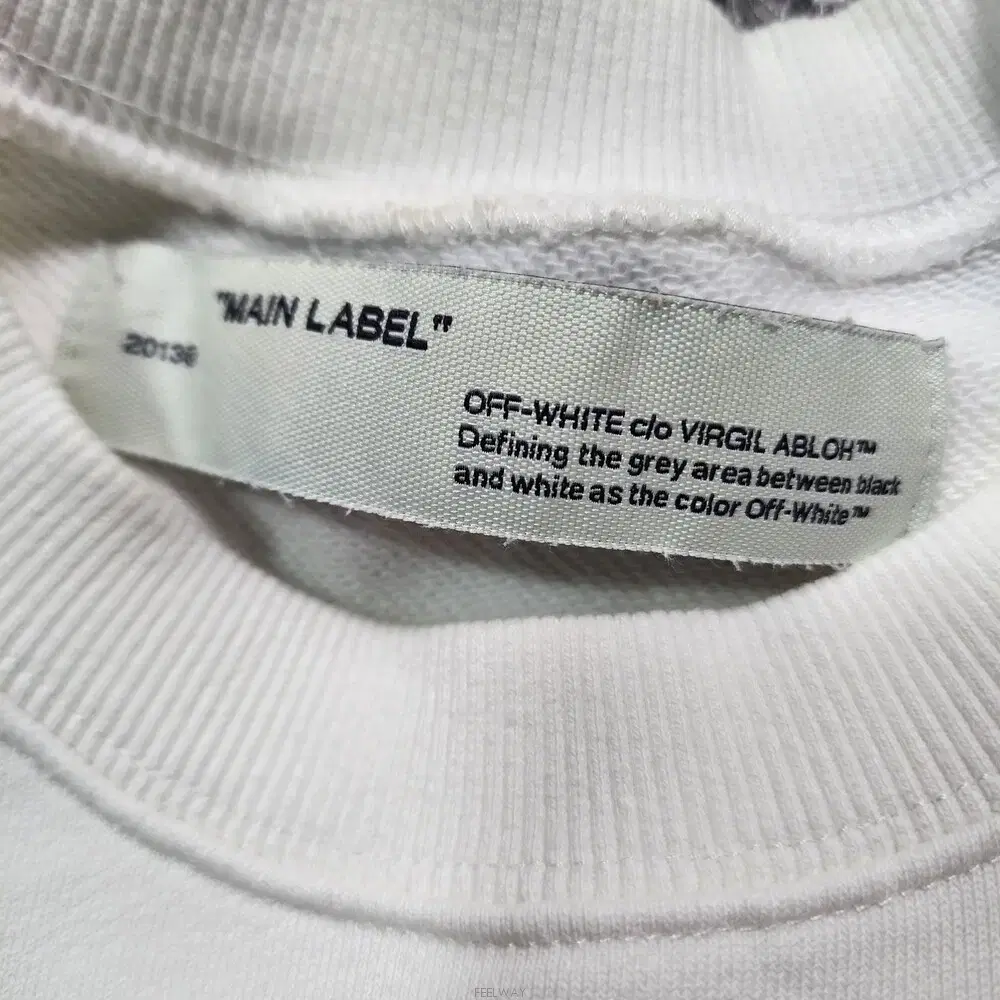 "MAIN LABEL"
20138
OFF-WHITE c/o VIRGIL ABLOH™
Defining the grey area between black
and white as the color Off-White™
FEELWAY